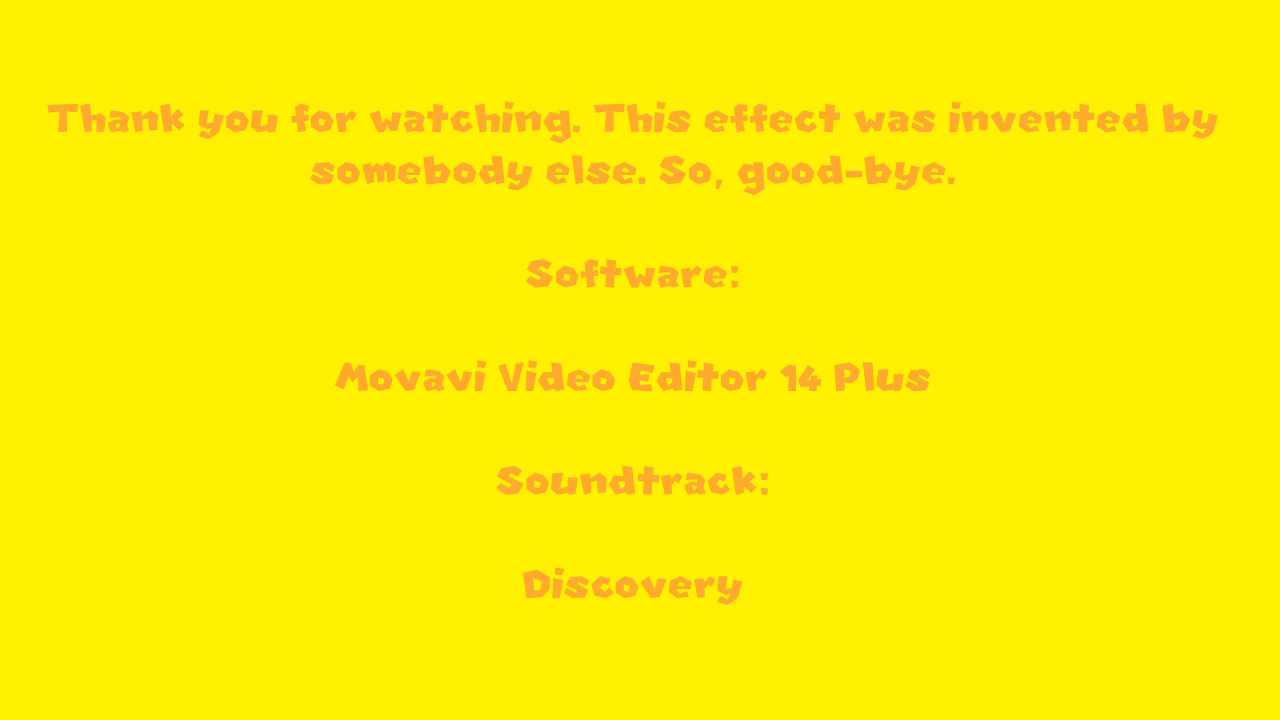 Thank you for watching. This effect was invented by
somebody else. So, good-bye.
Software:
Movavi Video Editor 14 Plus
Soundtrack:
Discovery